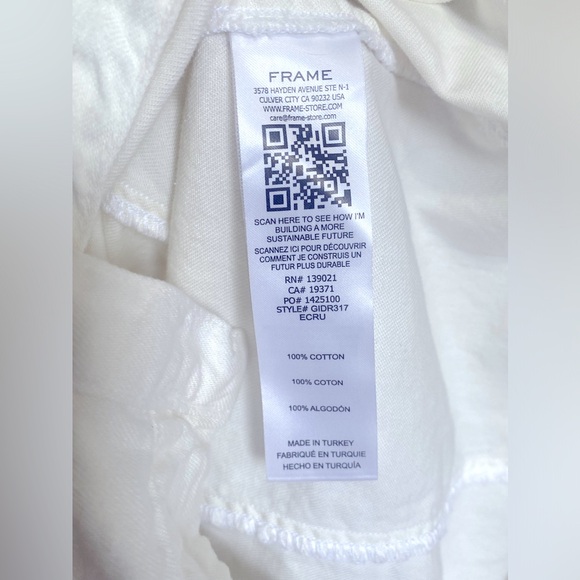 FRAME
3578 HAYDEN AVENUE STE N-1
CULVER CITY CA 90232 USA
WWW.FRAME-STORE.COM
care@frame-store.com
SCAN HERE TO SEE HOW I'M
BUILDING A MORE
SUSTAINABLE FUTURE
SCANNEZ ICI POUR DÉCOUVRIR
COMMENT JE CONSTRUIS UN
FUTUR PLUS DURABLE
RN# 139021
CA# 19371
PO# 1425100
STYLE# GIDR317
ECRU
100% COTTON
100% COTON
100% ALGODÓN
MADE IN TURKEY
FABRIQUÉ EN TURQUIE
HECHO EN TURQUÍA